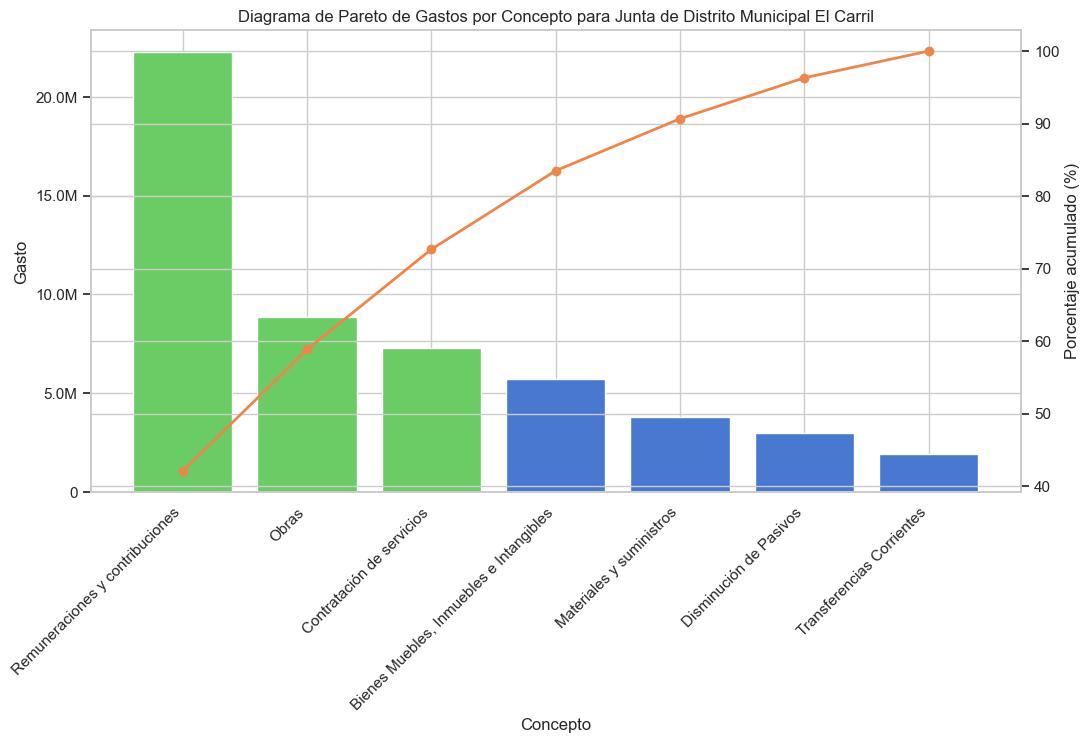 Diagrama de Pareto de Gastos por Concepto para Junta de Distrito Municipal El Carril
Gasto
20.0M
15.0M
10.0M
5.0M
0
100
90
80
70
60
50
40
Porcentaje acumulado (%)
Remuneraciones y contribuciones
Obras
Contratación de servicios
Bienes Muebles, Inmuebles e Intangibles
Materiales y suministros
Disminución de Pasivos
Transferencias Corrientes
Concepto